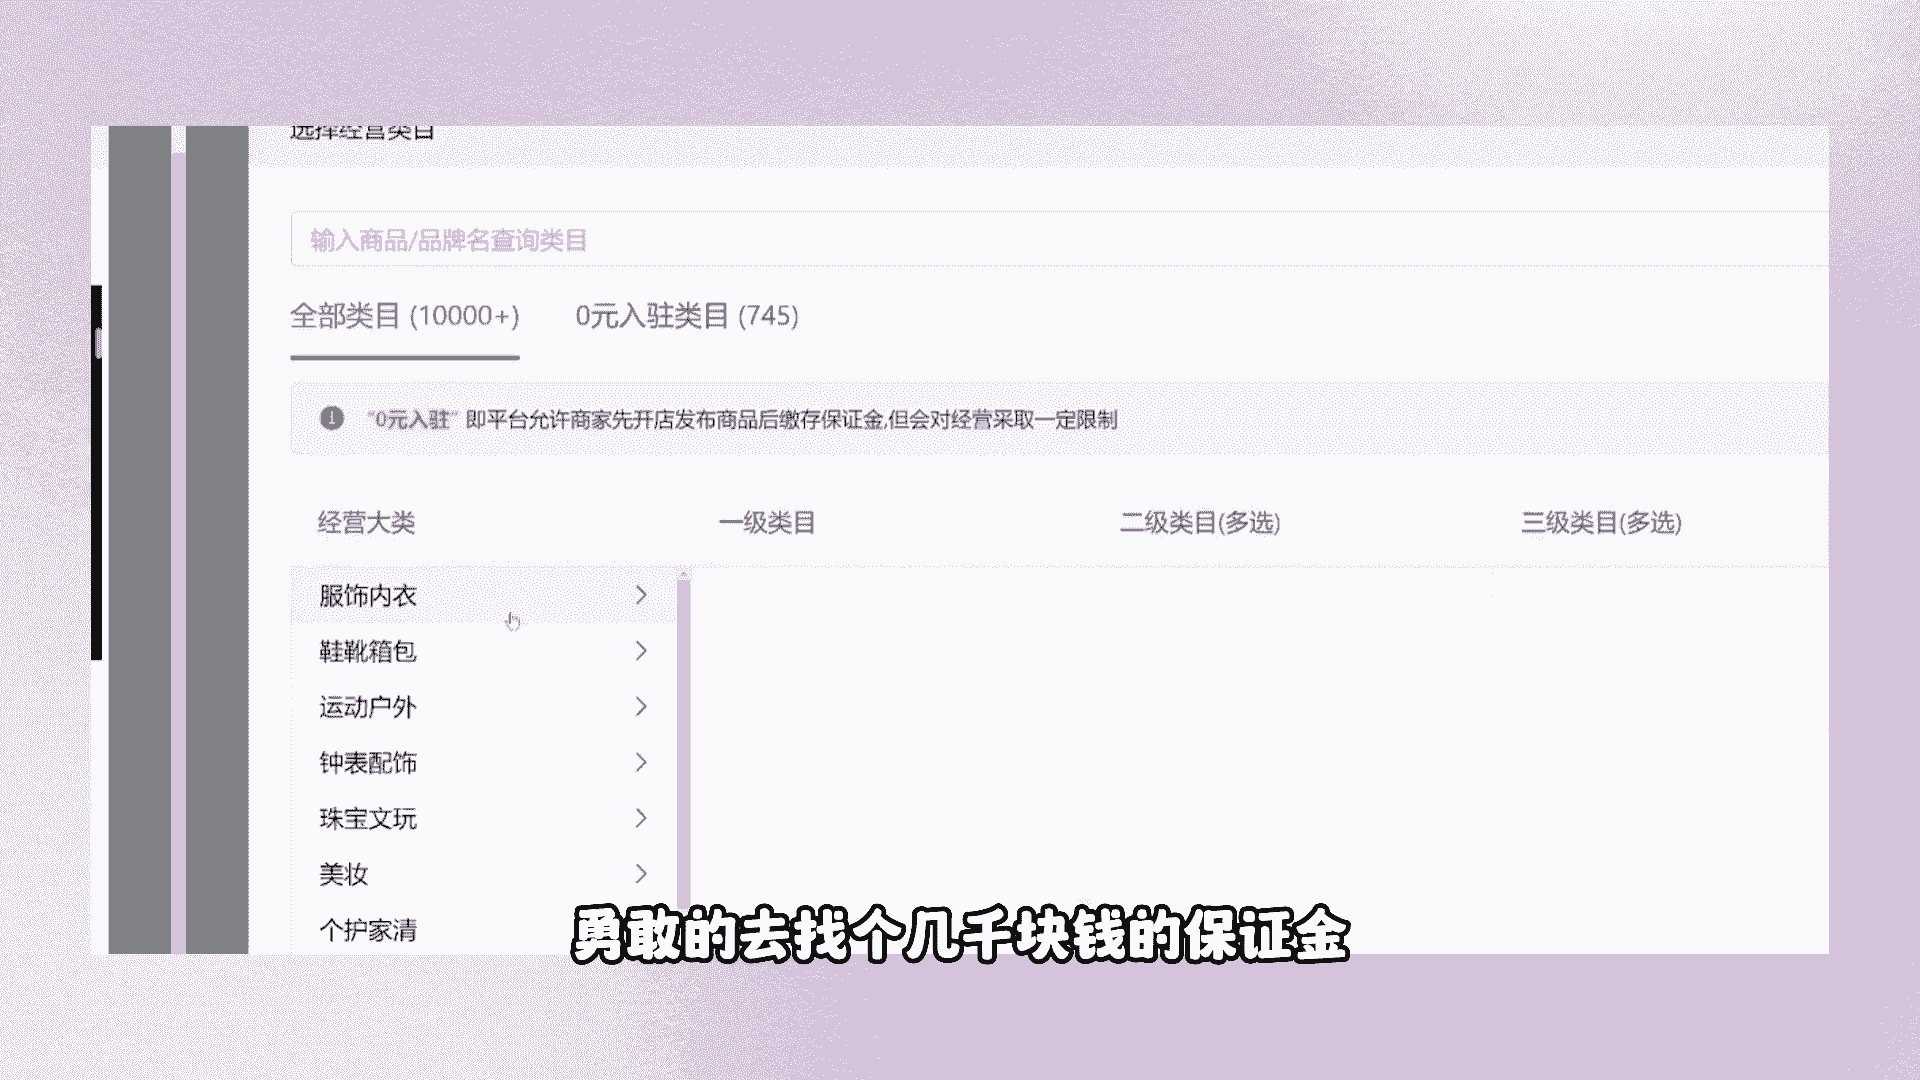 选择经营类目
输入商品/品牌名查询类目
全部类目 (10000+) 0元入驻类目 (745)
“0元入驻” 即平台允许商家先开店发布商品后缴存保证金,但会对经营采取一定限制
经营大类 一级类目 二级类目(多选) 三级类目(多选)
服饰内衣
鞋靴箱包
运动户外
钟表配饰
珠宝文玩
美妆
个护家清
勇敢的去找个几千块钱的保证金